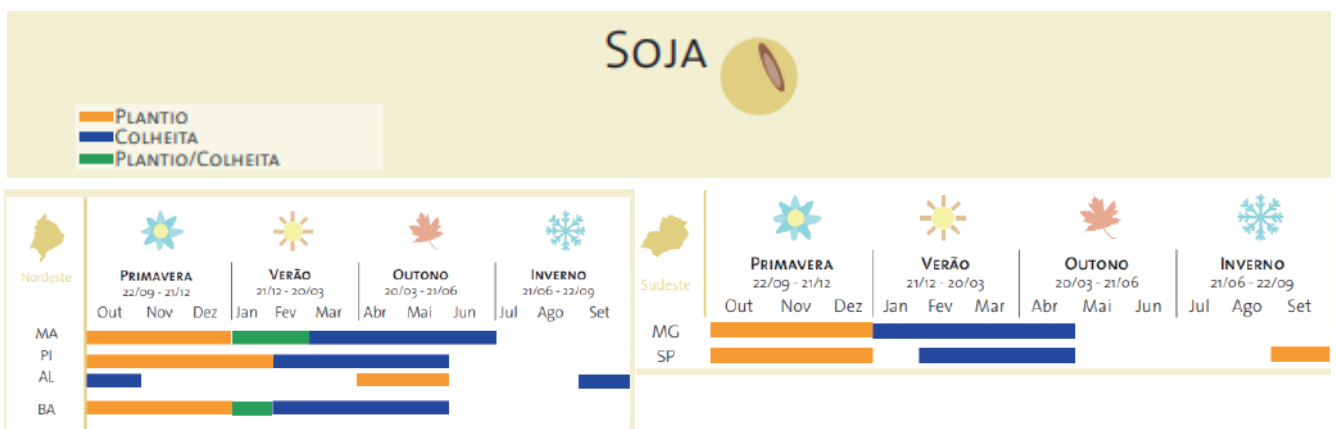 SOJA
PLANTIO
COLHEITA
PLANTIO/COLHEITA
Nordeste
PRIMAVERA VERÃO OUTONO INVERNO
22/09 - 21/12 21/12 - 20/03 20/03 - 21/06 21/06 - 22/09
Out Nov Dez Jan Fev Mar Abr Mai Jun Jul Ago Set
MA
PI
AL
BA
Sudeste
PRIMAVERA VERÃO OUTONO INVERNO
22/09 - 21/12 21/12 - 20/03 20/03 - 21/06 21/06 - 22/09
Out Nov Dez Jan Fev Mar Abr Mai Jun Jul Ago Set
MG
SP